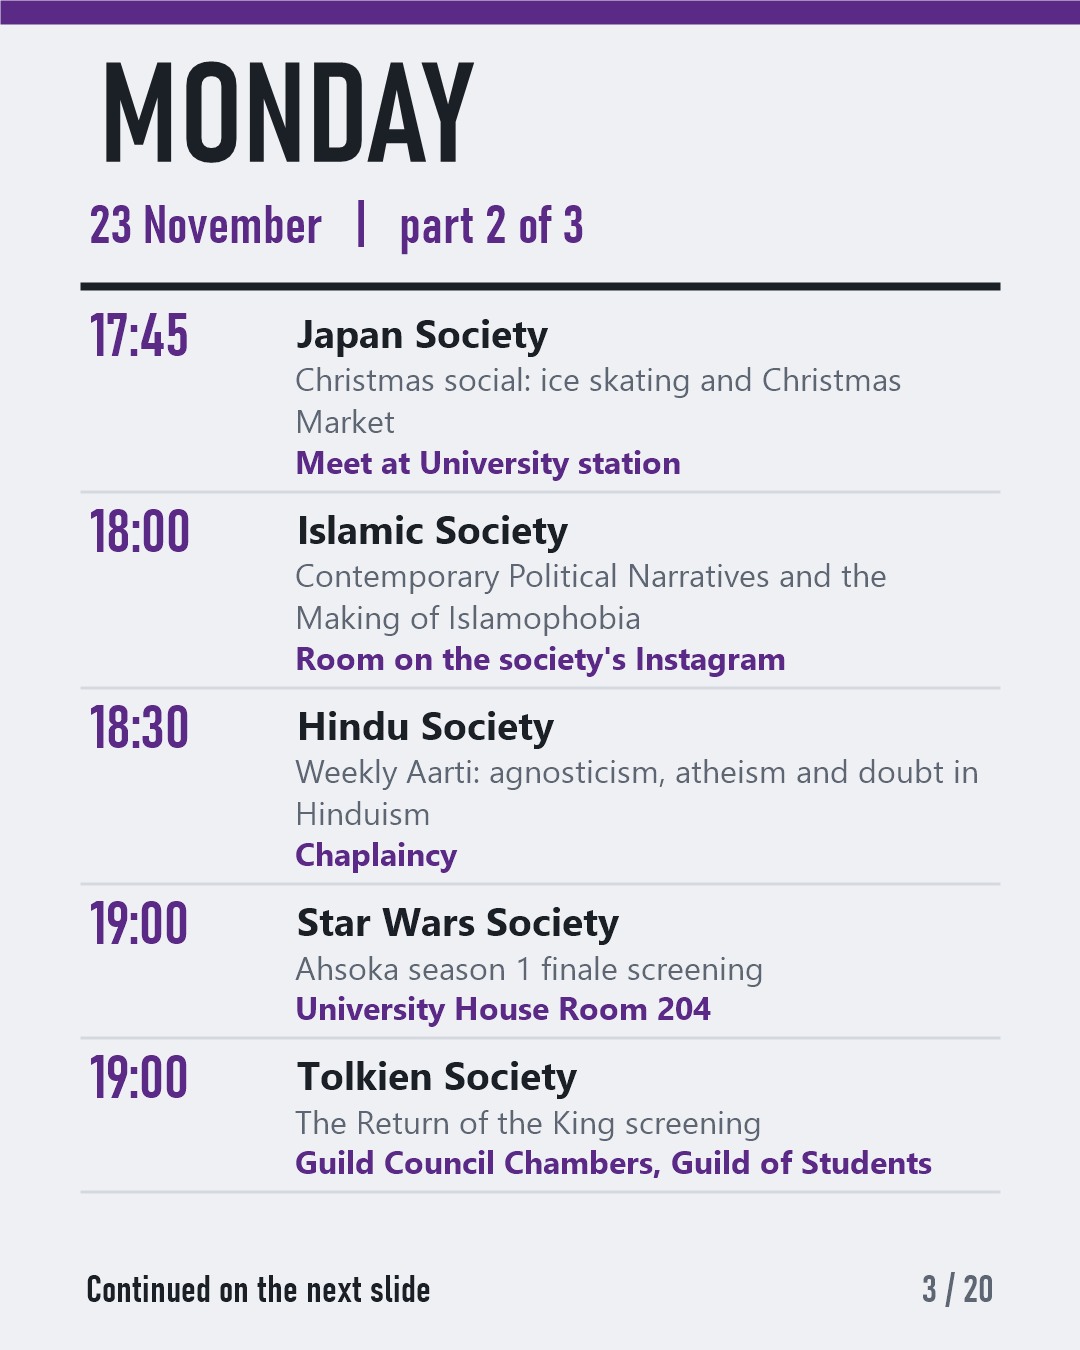 MONDAY
23 November | part 2 of 3
17:45
Japan Society
Christmas social: ice skating and Christmas
Market
Meet at University station
18:00
Islamic Society
Contemporary Political Narratives and the
Making of Islamophobia
Room on the society's Instagram
18:30
Hindu Society
Weekly Aarti: agnosticism, atheism and doubt in
Hinduism
Chaplaincy
19:00
Star Wars Society
Ahsoka season 1 finale screening
University House Room 204
19:00
Tolkien Society
The Return of the King screening
Guild Council Chambers, Guild of Students
Continued on the next slide
3 / 20